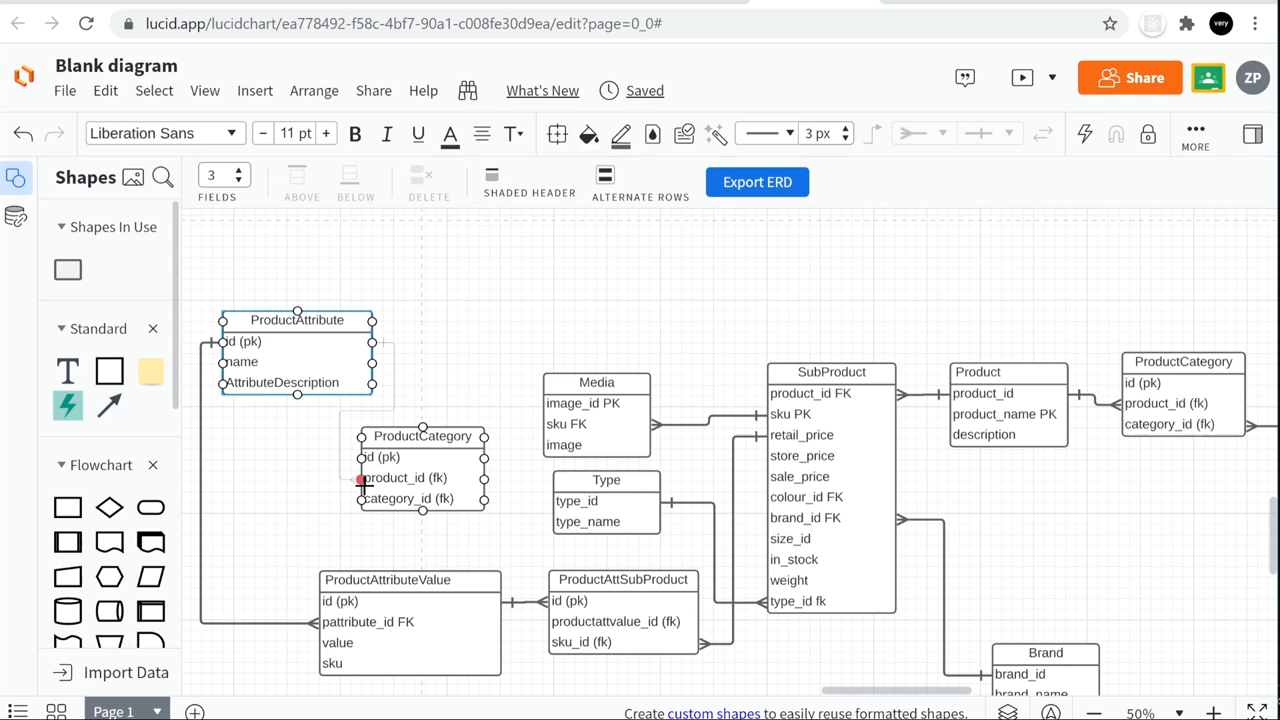 lucid.app/lucidchart/ea778492-f58c-4bf7-90a1-c008fe30d9ea/edit?page=0_0#
very
Blank diagram
File Edit Select View Insert Arrange Share Help What's New Saved
Share
ZP
Liberation Sans
11 pt
3 px
MORE
Shapes
3
FIELDS
ABOVE
BELOW
DELETE
SHADED HEADER
ALTERNATE ROWS
Export ERD
Shapes In Use
Standard
Flowchart
Import Data
ProductAttribute
id (pk)
name
AttributeDescription
ProductCategory
id (pk)
product_id (fk)
category_id (fk)
Media
image_id PK
sku FK
image
Type
type_id
type_name
SubProduct
product_id FK
sku PK
retail_price
store_price
sale_price
colour_id FK
brand_id FK
size_id
in_stock
weight
type_id fk
Product
product_id
product_name PK
description
ProductCategory
id (pk)
product_id (fk)
category_id (fk)
ProductAttributeValue
id (pk)
pattribute_id FK
value
sku
ProductAttSubProduct
id (pk)
productattvalue_id (fk)
sku_id (fk)
Brand
brand_id
brand_name
Page 1
Create custom shapes to easily reuse formatted shapes.
50%